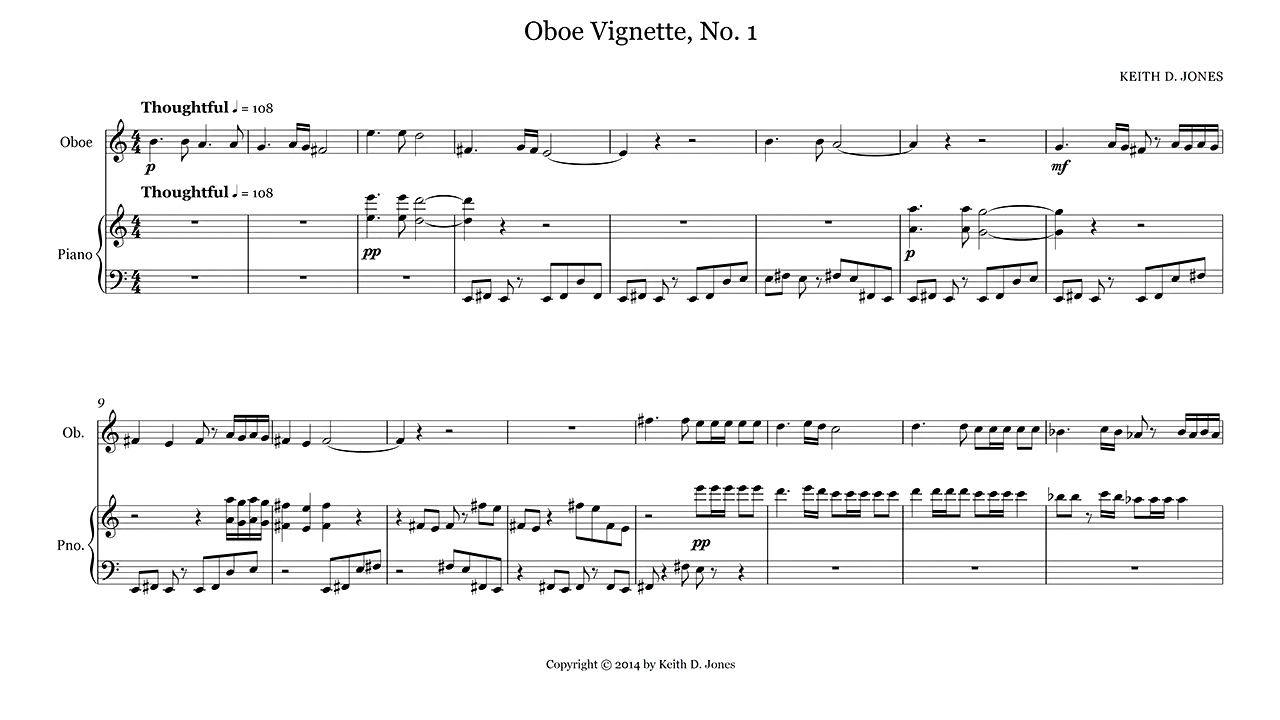 Oboe Vignette, No. 1
KEITH D. JONES
Thoughtful ♩ = 108
Oboe
p
mf
Thoughtful ♩ = 108
Piano
pp
p
9
Ob.
Pno.
pp
Copyright © 2014 by Keith D. Jones